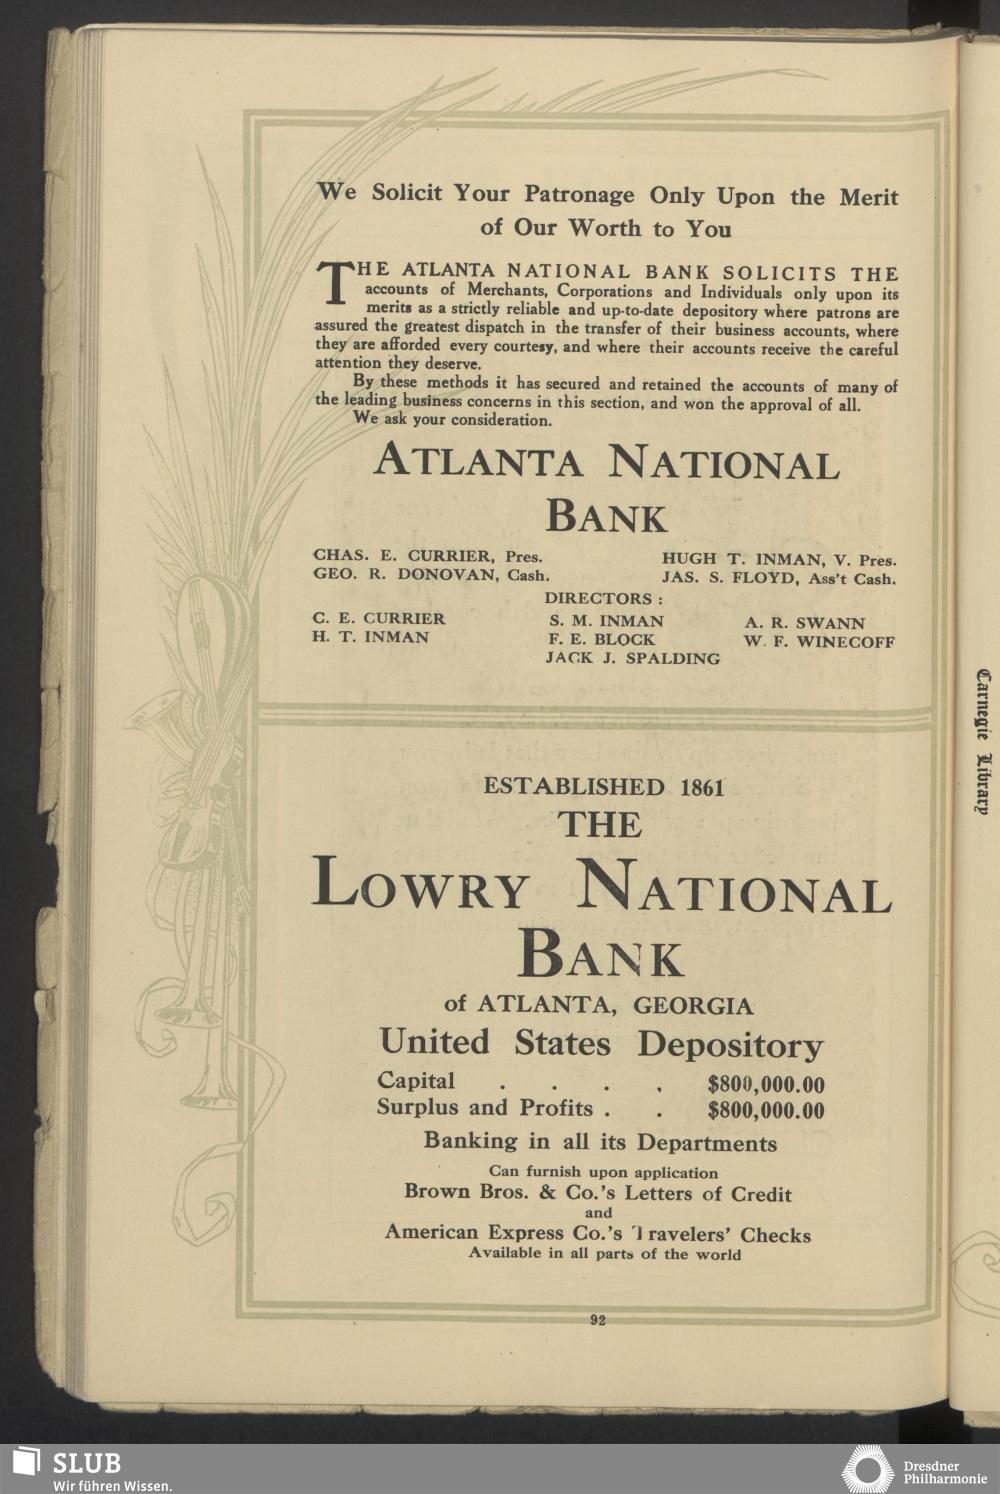 We Solicit Your Patronage Only Upon the Merit
of Our Worth to You
THE ATLANTA NATIONAL BANK SOLICITS THE
accounts of Merchants, Corporations and Individuals only upon its
merits as a strictly reliable and up-to-date depository where patrons are
assured the greatest dispatch in the transfer of their business accounts, where
they are afforded every courtesy, and where their accounts receive the careful
attention they deserve.
By these methods it has secured and retained the accounts of many of
the leading business concerns in this section, and won the approval of all.
We ask your consideration.
ATLANTA NATIONAL
BANK
CHAS. E. CURRIER, Pres. HUGH T. INMAN, V. Pres.
GEO. R. DONOVAN, Cash. JAS. S. FLOYD, Ass't Cash.
DIRECTORS :
C. E. CURRIER S. M. INMAN A. R. SWANN
H. T. INMAN F. E. BLOCK W. F. WINECOFF
JACK J. SPALDING
ESTABLISHED 1861
THE
LOWRY NATIONAL
BANK
of ATLANTA, GEORGIA
United States Depository
Capital . . . . $800,000.00
Surplus and Profits . . $800,000.00
Banking in all its Departments
Can furnish upon application
Brown Bros. & Co.'s Letters of Credit
and
American Express Co.'s Travelers' Checks
Available in all parts of the world
92
Carnegie Library
SLUB
Wir führen Wissen.
Dresdner
Philharmonie